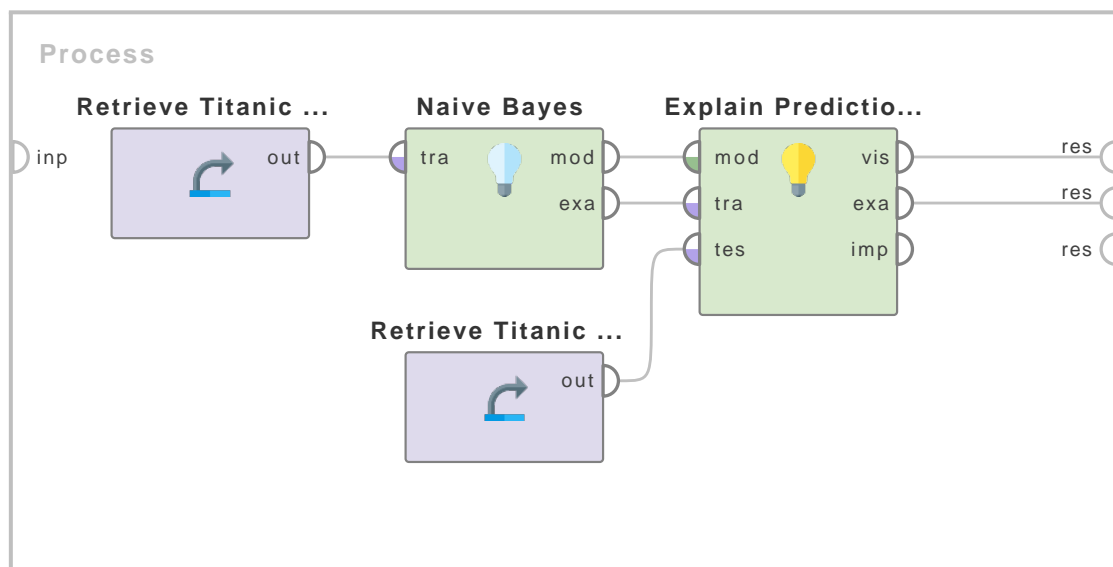 Process
Retrieve Titanic ...
Naive Bayes
Explain Predictio...
inp
out
tra
mod
mod
vis
res
exa
tra
exa
res
tes
imp
res
Retrieve Titanic ...
out